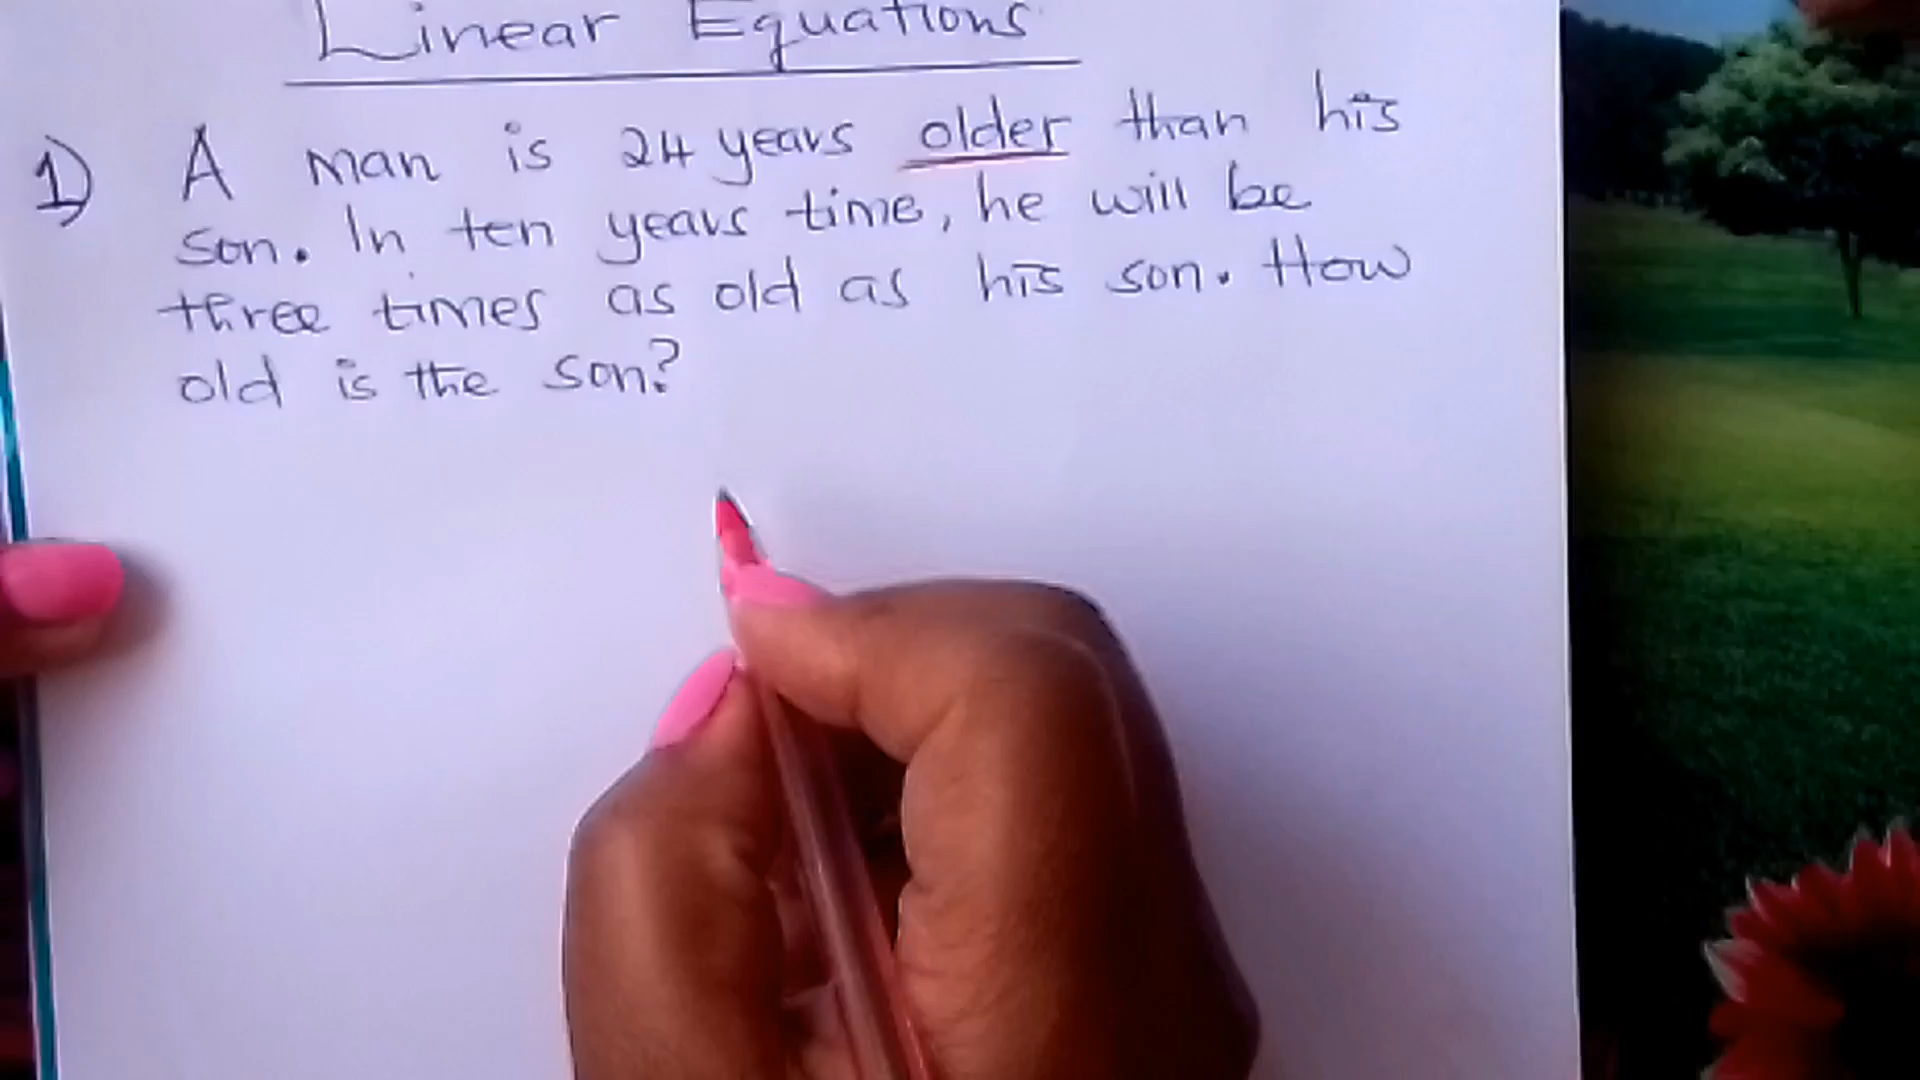 Linear Equations
1) A man is 24 years older than his
son. In ten years time, he will be
three times as old as his son. How
old is the son?